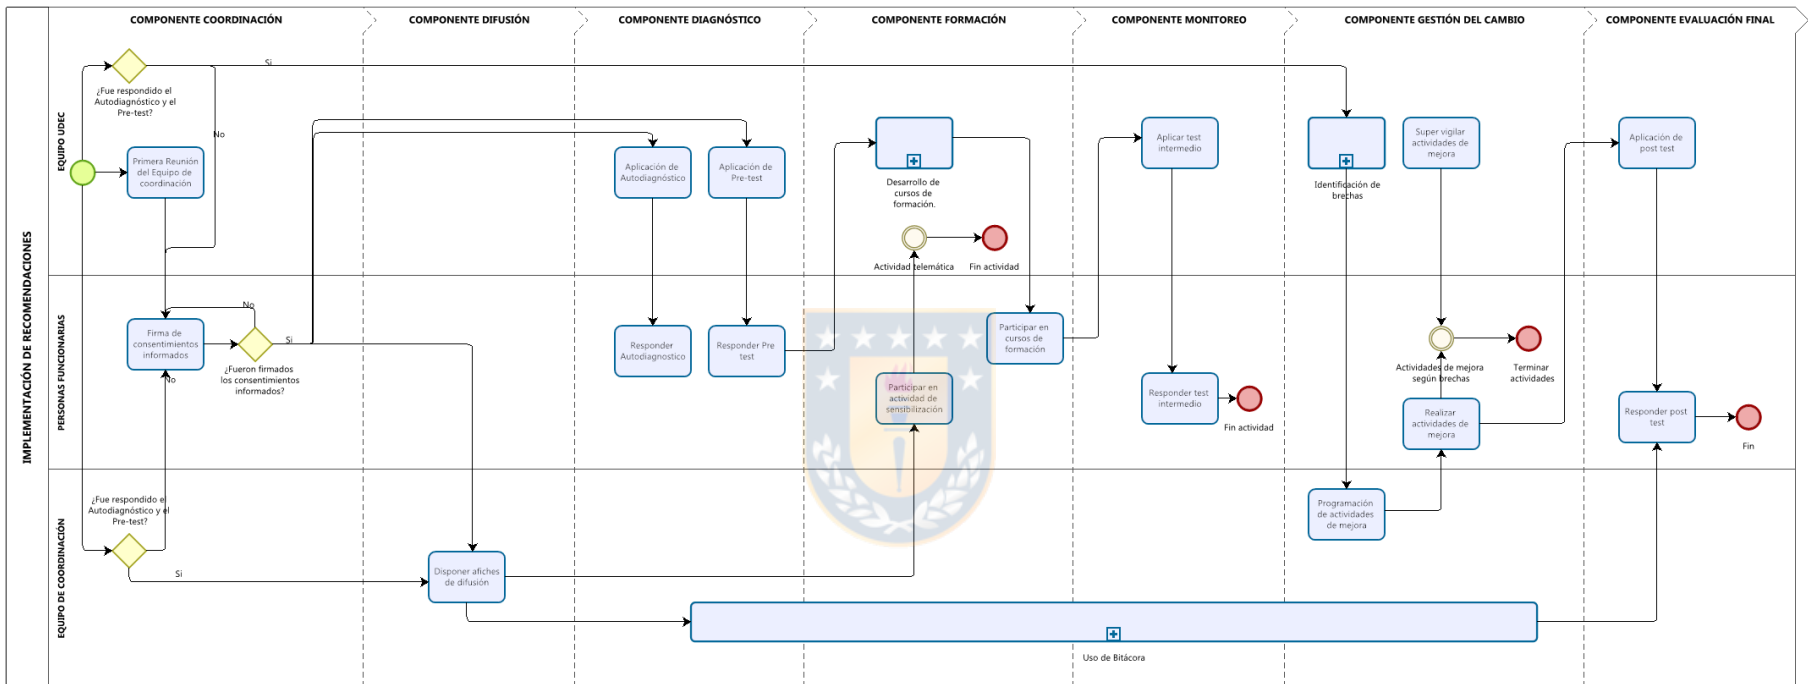 COMPONENTE COORDINACIÓN
COMPONENTE DIFUSIÓN
COMPONENTE DIAGNÓSTICO
COMPONENTE FORMACIÓN
COMPONENTE MONITOREO
COMPONENTE GESTIÓN DEL CAMBIO
COMPONENTE EVALUACIÓN FINAL
IMPLEMENTACIÓN DE RECOMENDACIONES
EQUIPO UDEC
¿Fue respondido el
Autodiagnóstico y el
Pre-test?
Si
No
Primera Reunión
del Equipo de
coordinación
Aplicación de
Autodiagnóstico
Aplicación de
Pre-test
Desarrollo de
cursos de
formación.
Actividad telemática
Fin actividad
Aplicar test
intermedio
Identificación de
brechas
Super vigilar
actividades de
mejora
Aplicación de
post test
PERSONAS FUNCIONARIAS
Firma de
consentimientos
informados
No
Si
¿Fueron firmados
los consentimientos
informados?
No
Responder
Autodiagnostico
Responder Pre
test
Participar en
actividad de
sensibilización
Participar en
cursos de
formación
Responder test
intermedio
Fin actividad
Actividades de mejora
según brechas
Terminar
actividades
Realizar
actividades de
mejora
Responder post
test
Fin
EQUIPO DE COORDINACIÓN
¿Fue respondido el
Autodiagnóstico y el
Pre-test?
Si
Disponer afiches
de difusión
Programación
de actividades
de mejora
Uso de Bitácora